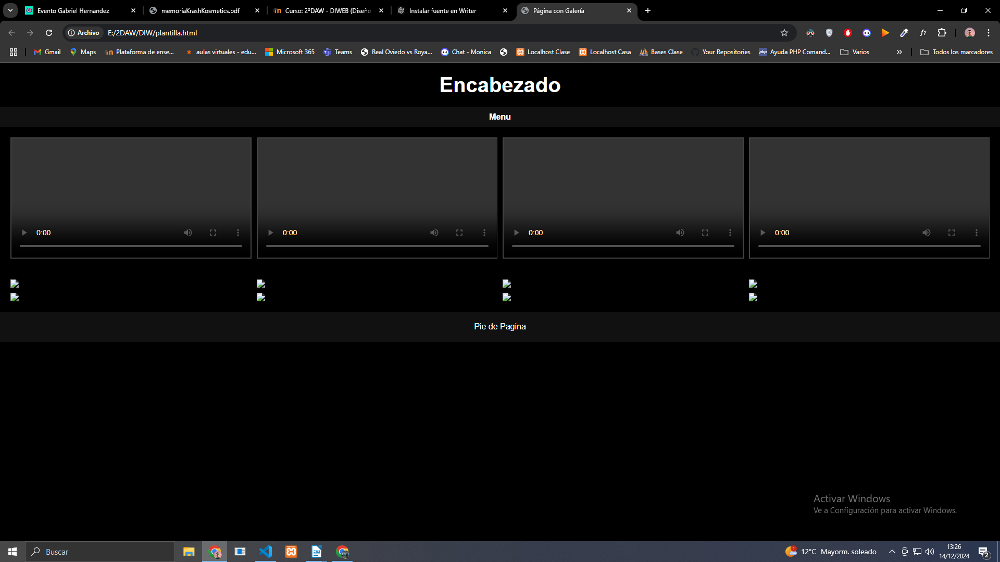 Evento Gabriel Hernandez
memoriaKrashKosmetics.pdf
Curso: 2ºDAW - DIWEB (Diseño
Instalar fuente en Writer
Página con Galería
Archivo
E:/2DAW/DIW/plantilla.html
f?
Gmail
Maps
Plataforma de ense...
aulas virtuales - edu...
Microsoft 365
Teams
Real Oviedo vs Roya...
Chat - Monica
Localhost Clase
Localhost Casa
Bases Clase
Your Repositories
php
Ayuda PHP Comand...
Varios
Todos los marcadores
Encabezado
Menu
0:00
0:00
0:00
0:00
Pie de Pagina
Activar Windows
Ve a Configuración para activar Windows.
Buscar
1
12°C
Mayorm. soleado
13:26
14/12/2024
2